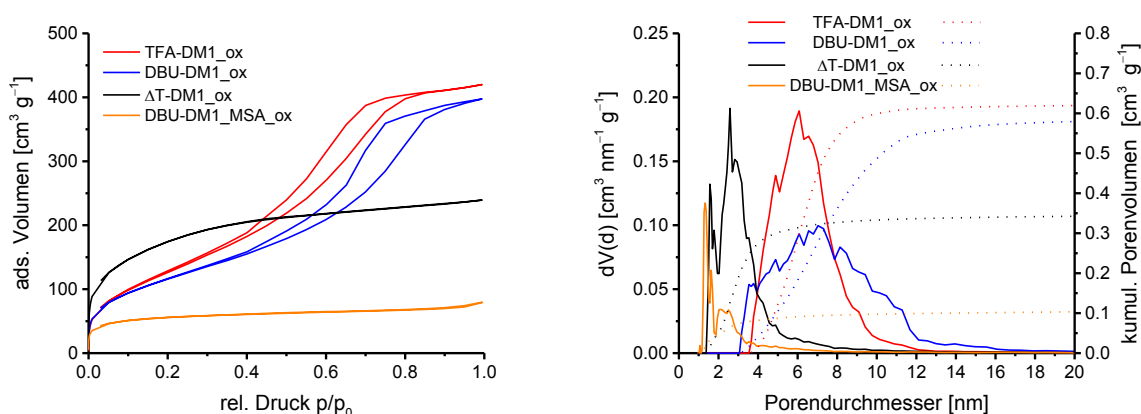 500
400
300
200
100
0
0.0 0.2 0.4 0.6 0.8 1.0
ads. Volumen [cm³ g⁻¹]
rel. Druck p/p₀
TFA-DM1_ox
DBU-DM1_ox
ΔT-DM1_ox
DBU-DM1_MSA_ox
TFA-DM1_ox
DBU-DM1_ox
ΔT-DM1_ox
DBU-DM1_MSA_ox
0.25
0.20
0.15
0.10
0.05
0.00
0 2 4 6 8 10 12 14 16 18 20
dV(d) [cm³ nm⁻¹ g⁻¹]
Porendurchmesser [nm]
0.8
0.7
0.6
0.5
0.4
0.3
0.2
0.1
0.0
kumul. Porenvolumen [cm³ g⁻¹]